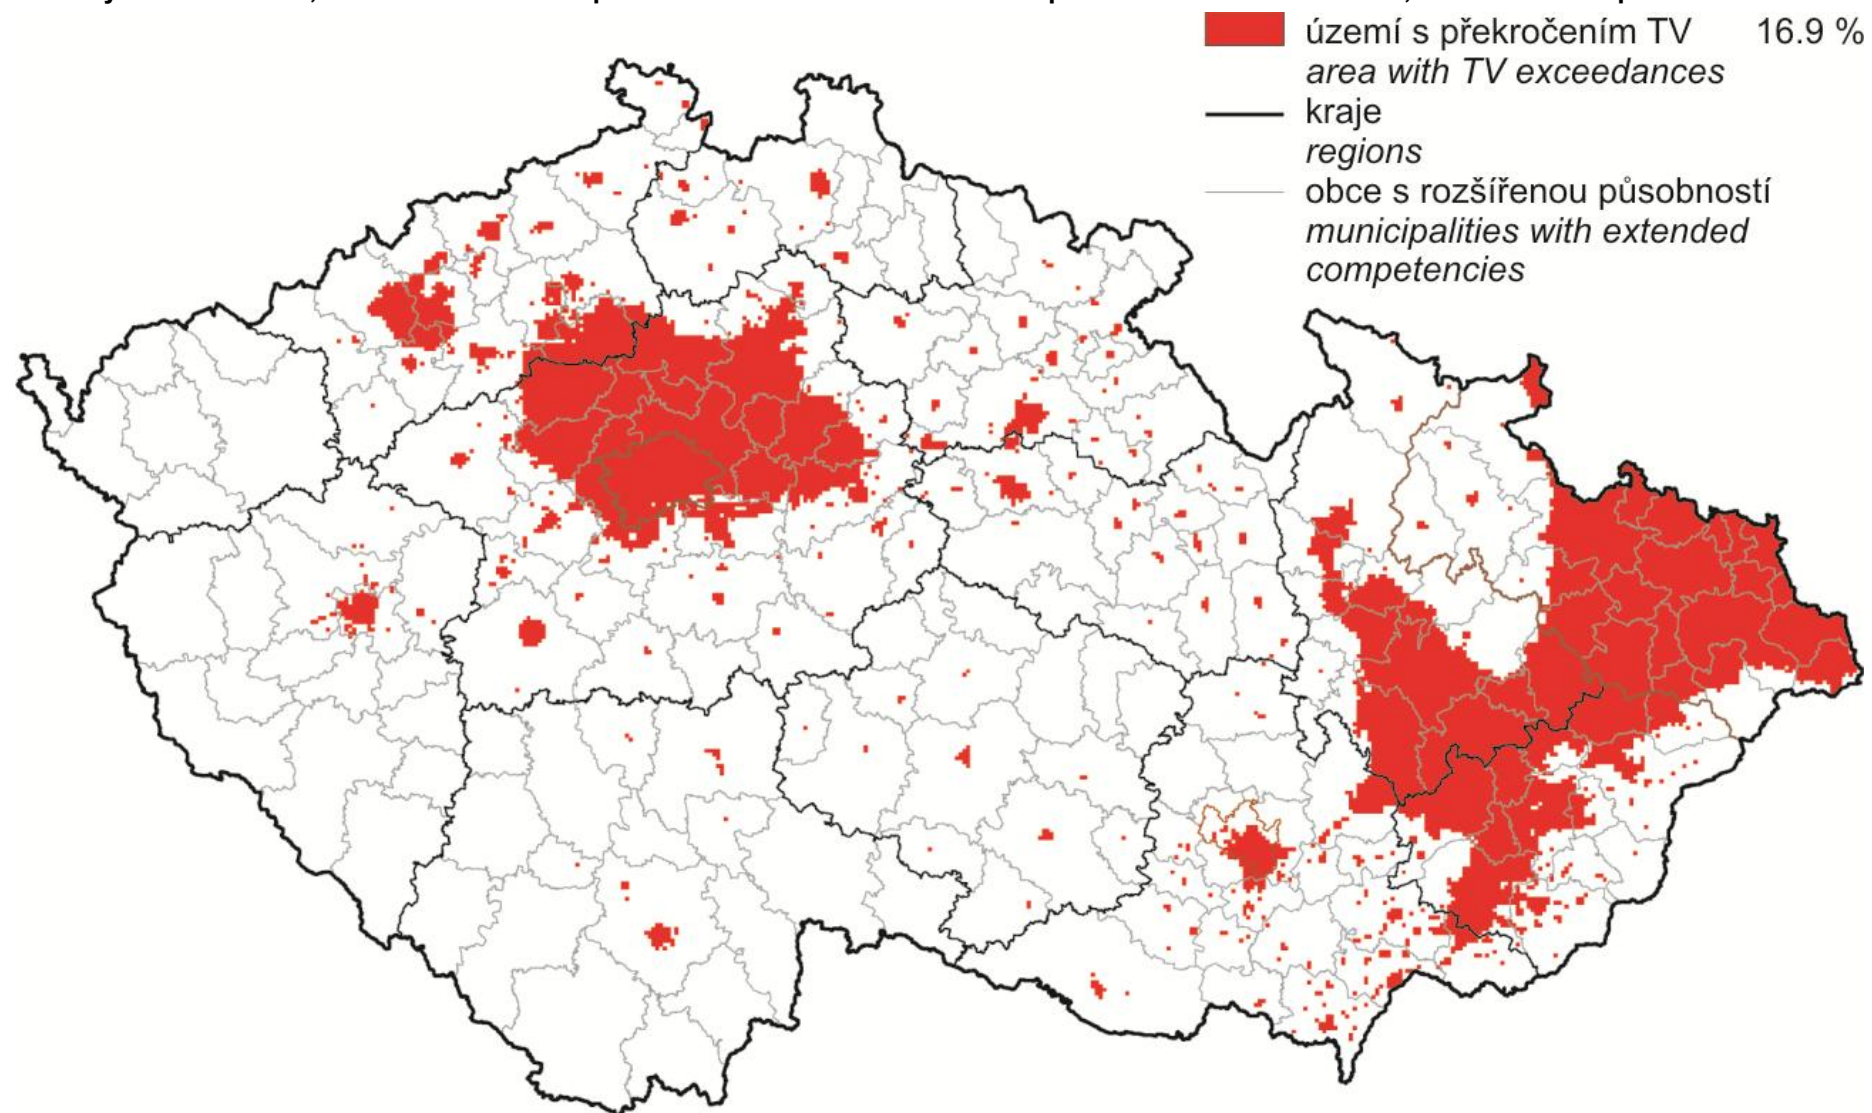 území s překročením TV 16.9 %
area with TV exceedances
kraje
regions
obce s rozšířenou působností
municipalities with extended
competencies